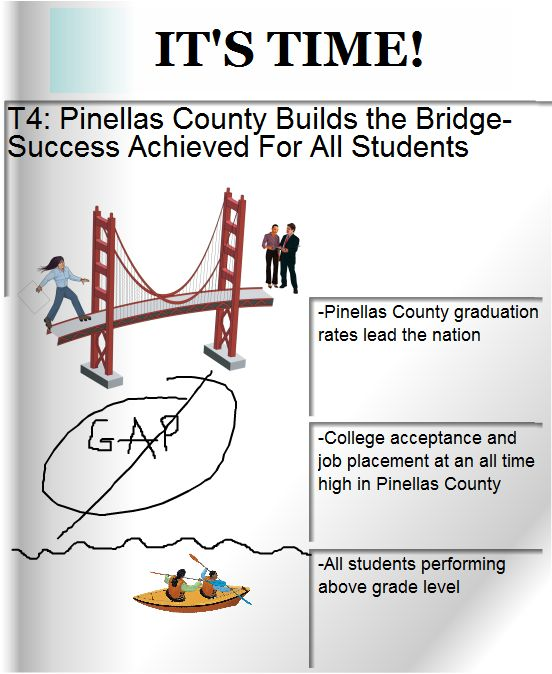 IT'S TIME!
T4: Pinellas County Builds the Bridge-
Success Achieved For All Students
-Pinellas County graduation
rates lead the nation
GAP
-College acceptance and
job placement at an all time
high in Pinellas County
-All students performing
above grade level